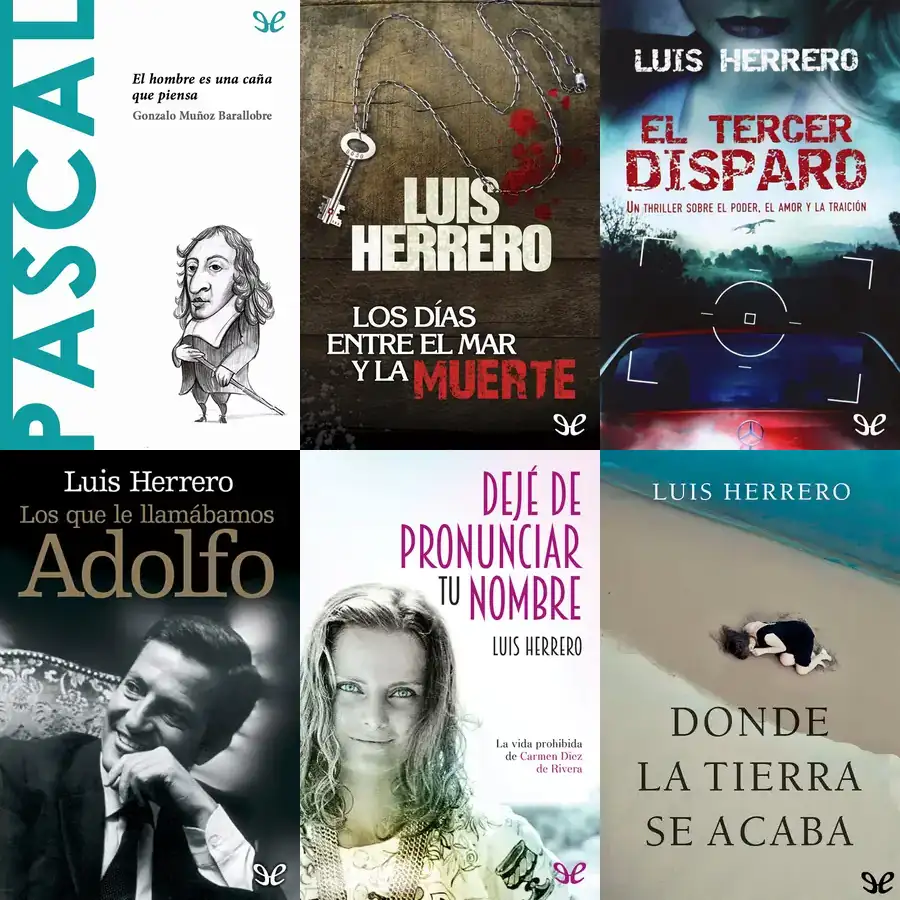 PASCAL
El hombre es una caña
que piensa
Gonzalo Muñoz Barallobre
LUIS
HERRERO
LOS DÍAS
ENTRE EL MAR
Y LA MUERTE
LUIS HERRERO
EL TERCER
DISPARO
UN THRILLER SOBRE EL PODER, EL AMOR Y LA TRAICIÓN
Luis Herrero
Los que le llamábamos
Adolfo
DEJÉ DE
PRONUNCIAR
TU NOMBRE
LUIS HERRERO
La vida prohibida
de Carmen Díez
de Rivera
LUIS HERRERO
DONDE
LA TIERRA
SE ACABA